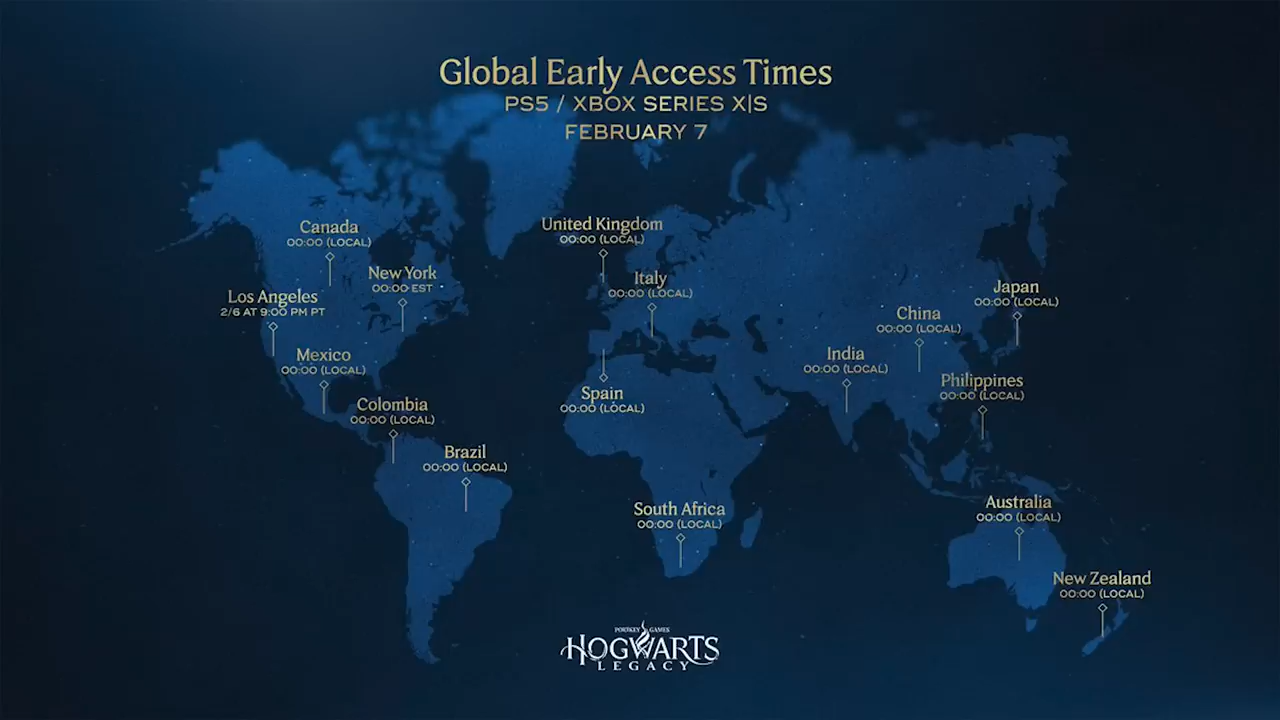 Global Early Access Times
PS5 / XBOX SERIES X|S
FEBRUARY 7
Canada
00:00 (LOCAL)
New York
00:00 EST
Los Angeles
2/6 AT 9:00 PM PT
Mexico
00:00 (LOCAL)
Colombia
00:00 (LOCAL)
Brazil
00:00 (LOCAL)
United Kingdom
00:00 (LOCAL)
Italy
00:00 (LOCAL)
Spain
00:00 (LOCAL)
South Africa
00:00 (LOCAL)
Japan
00:00 (LOCAL)
China
00:00 (LOCAL)
India
00:00 (LOCAL)
Philippines
00:00 (LOCAL)
Australia
00:00 (LOCAL)
New Zealand
00:00 (LOCAL)
PORTKEY GAMES
HOGWARTS
LEGACY